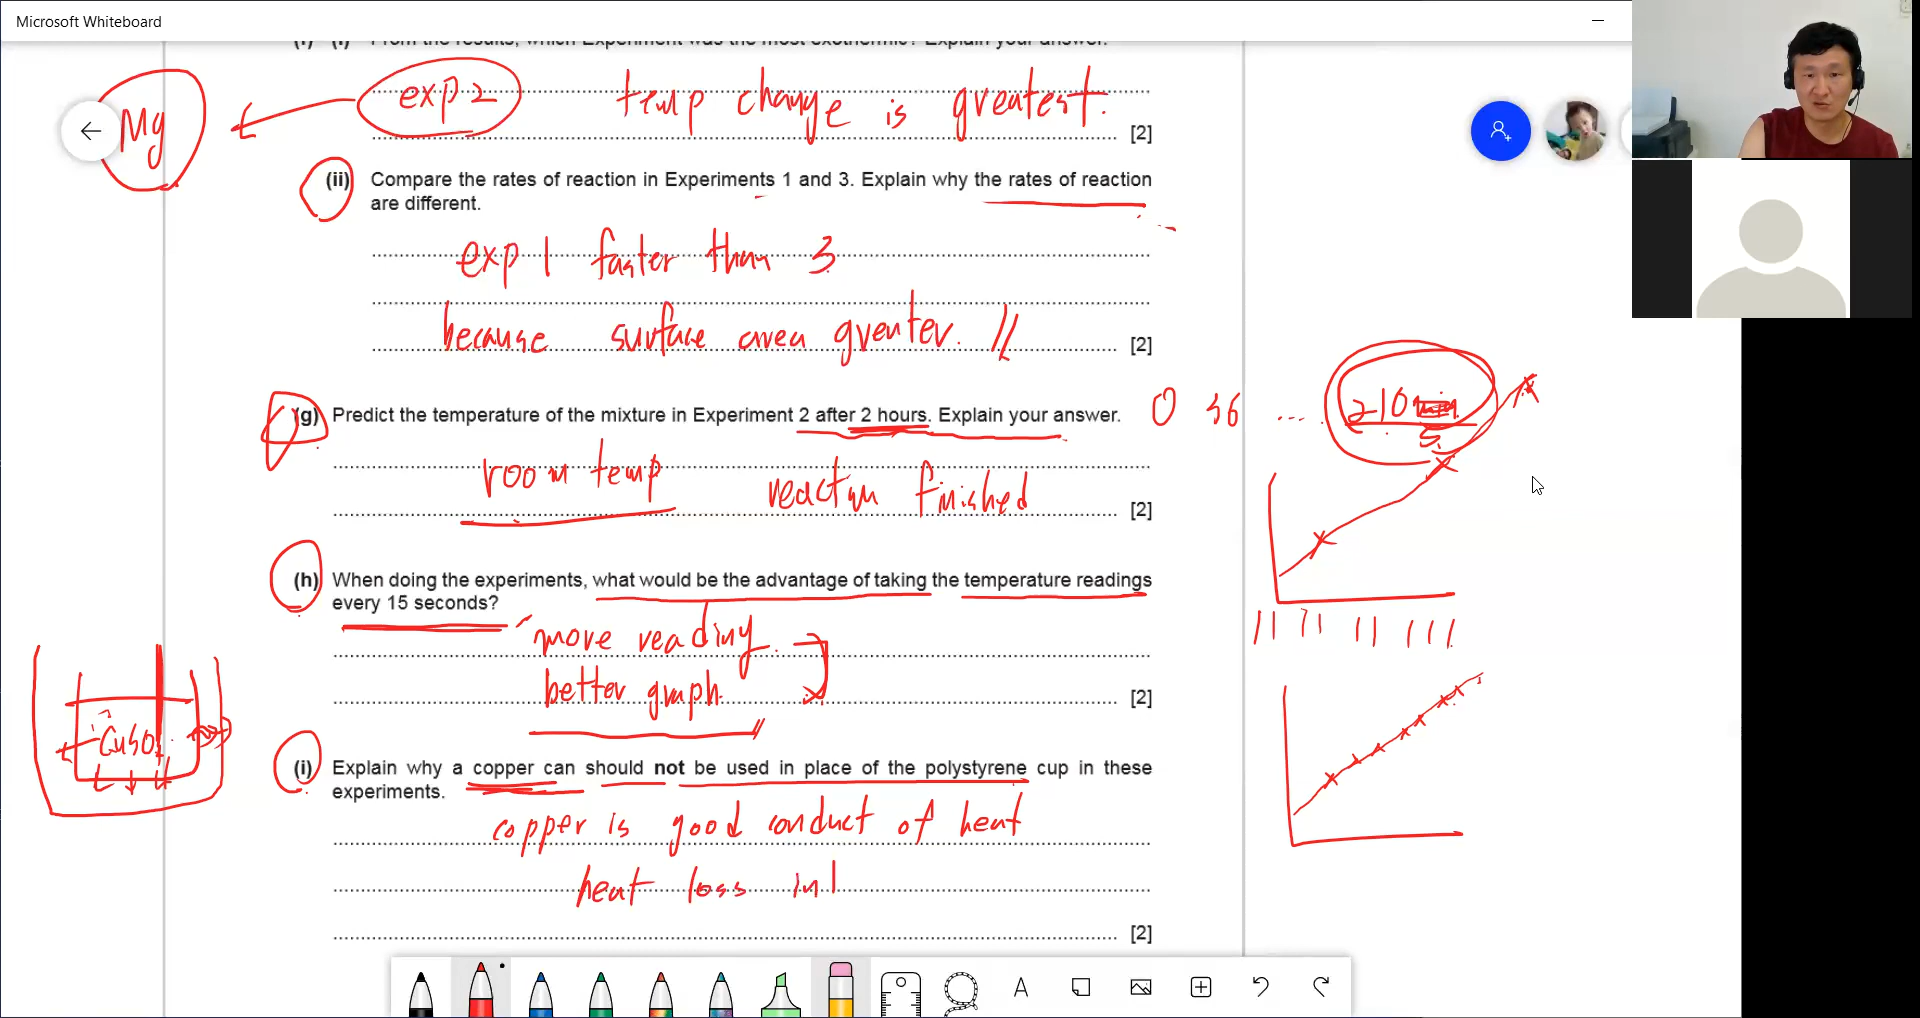 Microsoft Whiteboard
(f) (i) From the results, which Experiment was the most exothermic? Explain your answer.
Mg
exp 2 temp change is greatest.
[2]
(ii) Compare the rates of reaction in Experiments 1 and 3. Explain why the rates of reaction
are different.
exp 1 faster than 3
because surface area greater.
[2]
(g) Predict the temperature of the mixture in Experiment 2 after 2 hours. Explain your answer.
room temp reaction finished
[2]
(h) When doing the experiments, what would be the advantage of taking the temperature readings
every 15 seconds?
more reading
better graph.
[2]
(i) Explain why a copper can should not be used in place of the polystyrene cup in these
experiments.
copper is good conduct of heat
heat loss in
[2]
A